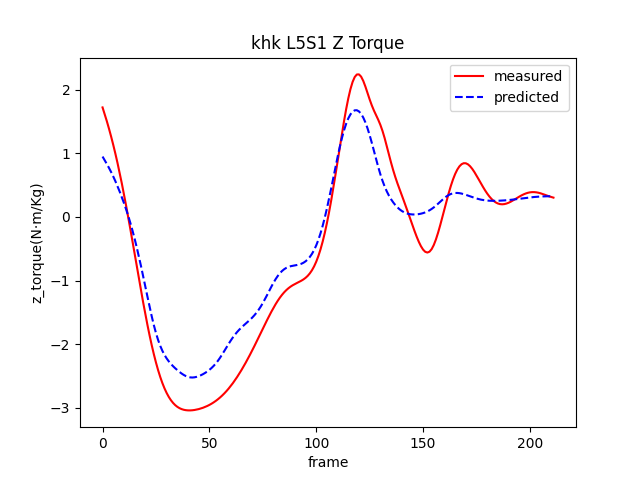 khk L5S1 Z Torque
measured
predicted
z_torque(N·m/Kg)
2
1
0
−1
−2
−3
0
50
100
150
200
frame